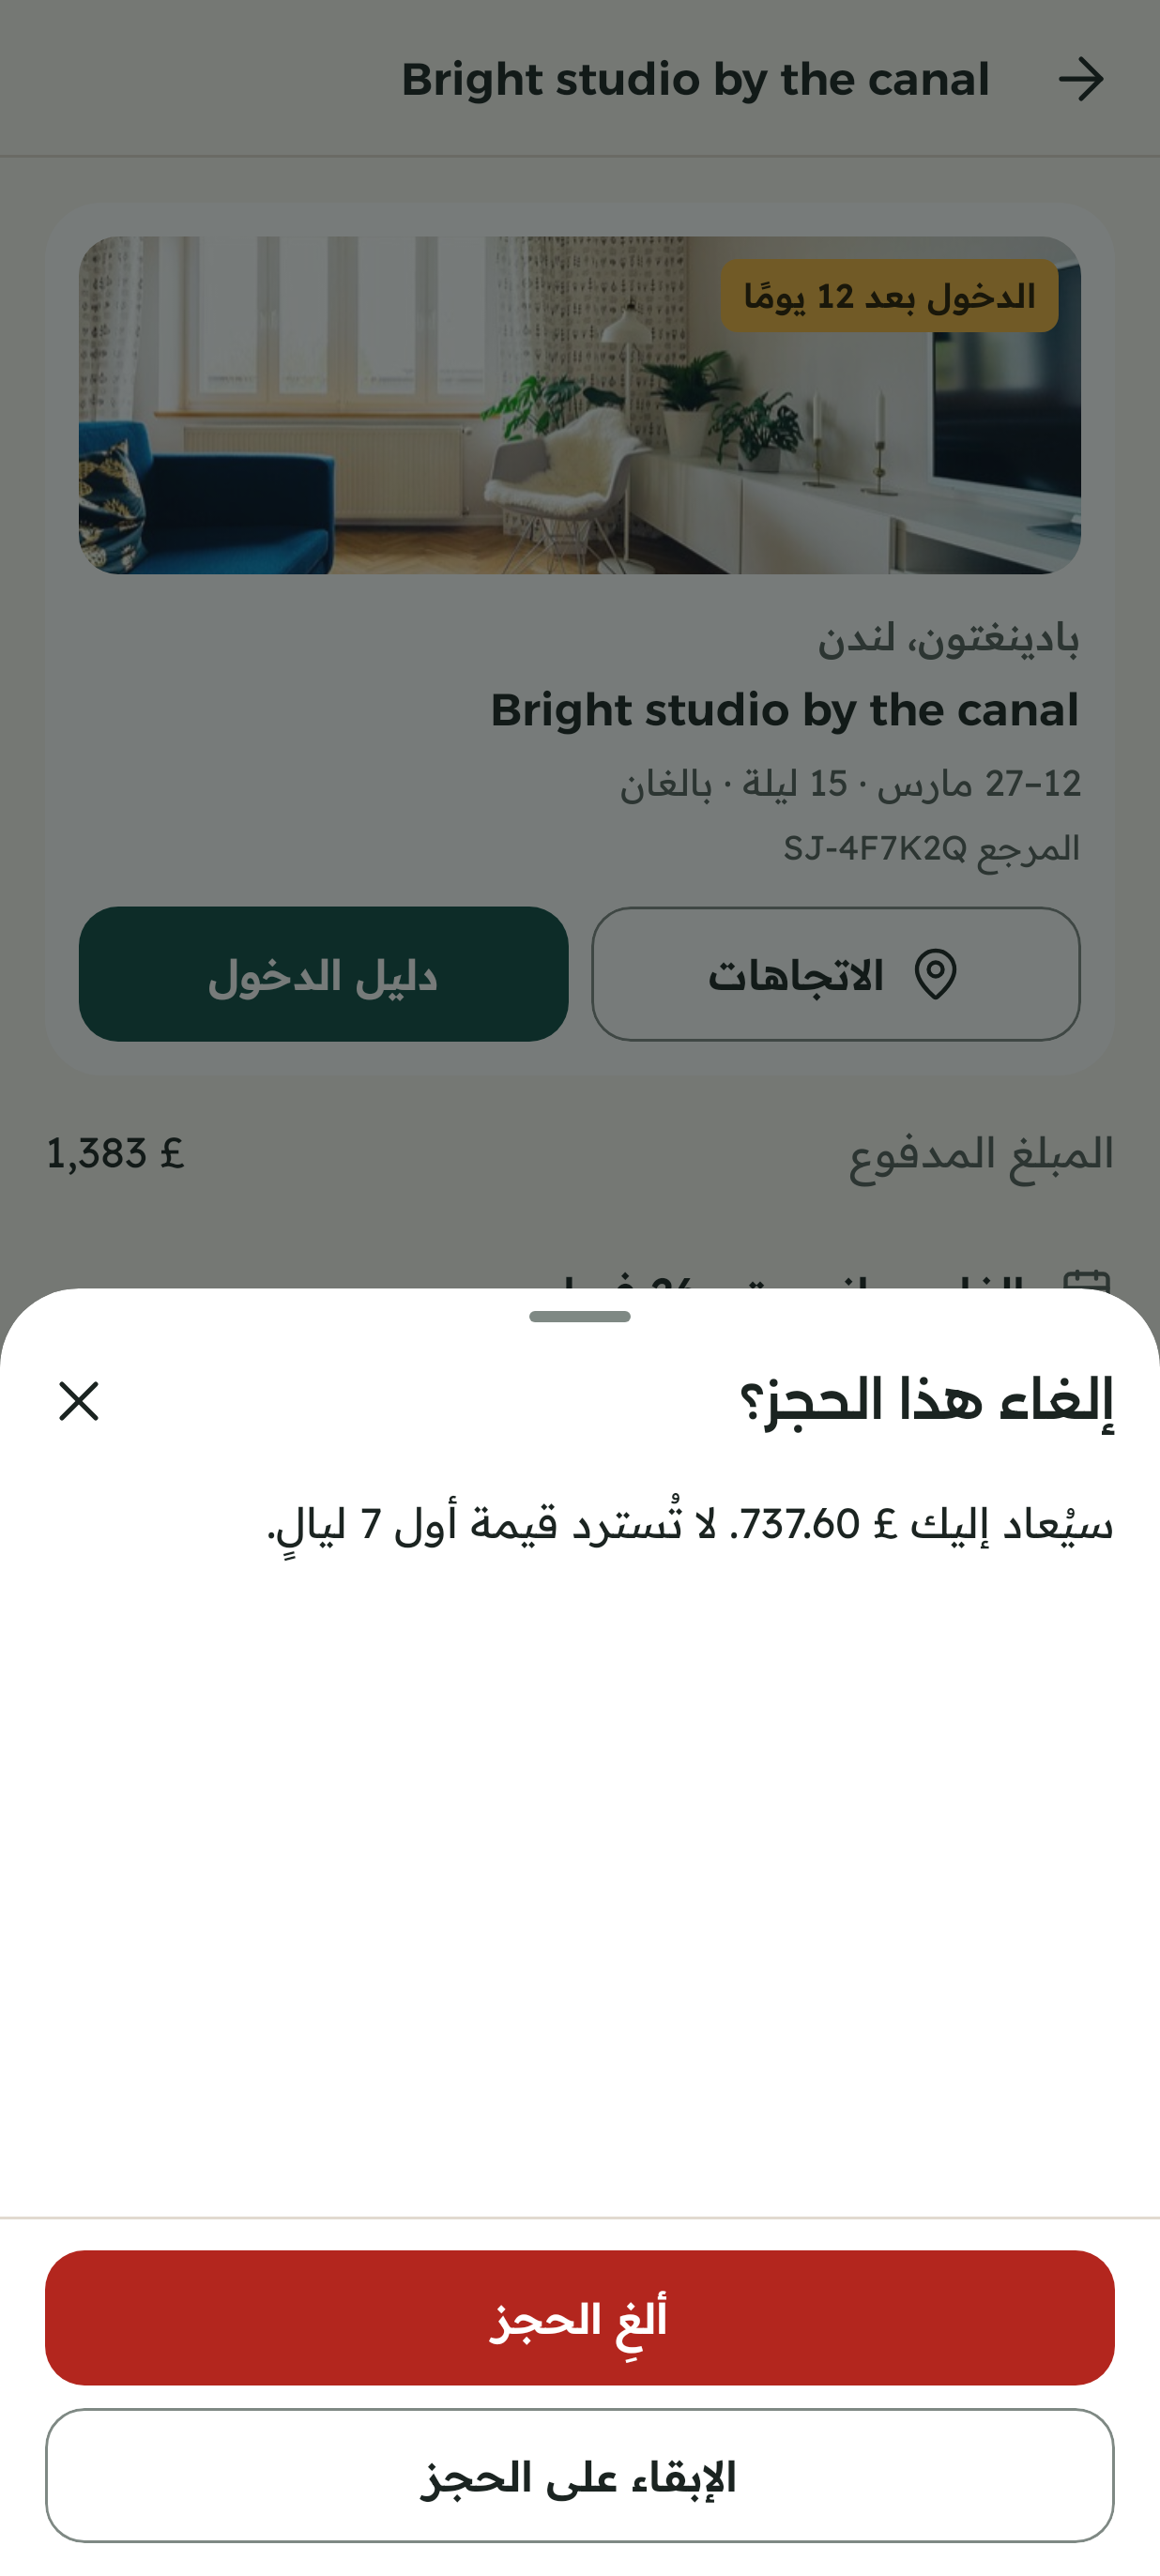 Bright studio by the canal
الدخول بعد 12 يومًا
بادينغتون، لندن
Bright studio by the canal
12–27 مارس · 15 ليلة · بالغان
المرجع SJ-4F7K2Q
الاتجاهات
دليل الدخول
المبلغ المدفوع
1,383 £
إلغاء هذا الحجز؟
سيُعاد إليك £ 737.60. لا تُسترد قيمة أول 7 ليالٍ.
ألغِ الحجز
الإبقاء على الحجز